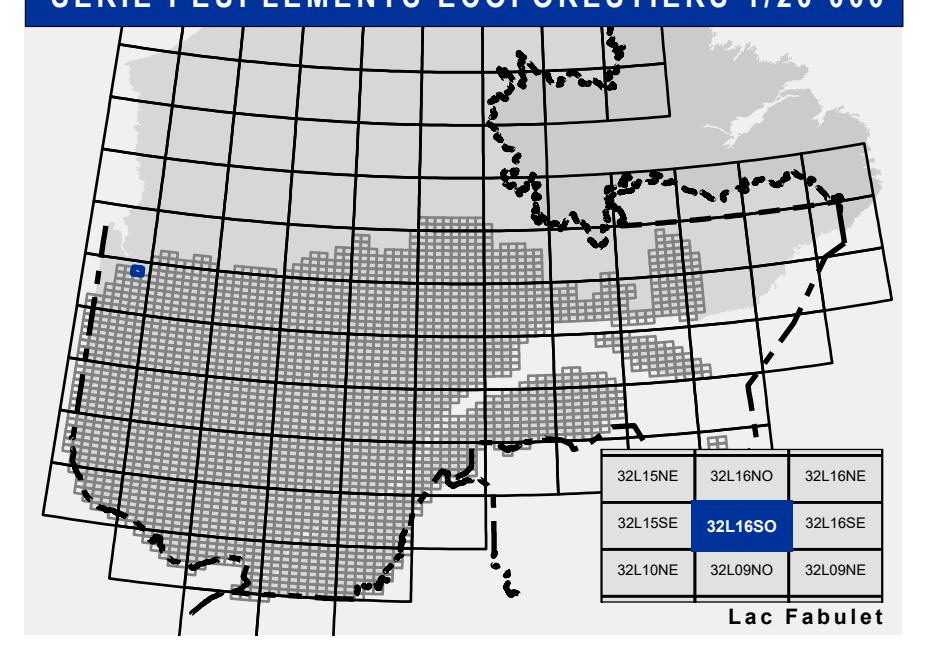 SÉRIE PEUPLEMENTS ÉCOFORESTIERS 1/20 000
32L15NE 32L16NO 32L16NE
32L15SE 32L16SO 32L16SE
32L10NE 32L09NO 32L09NE
Lac Fabulet